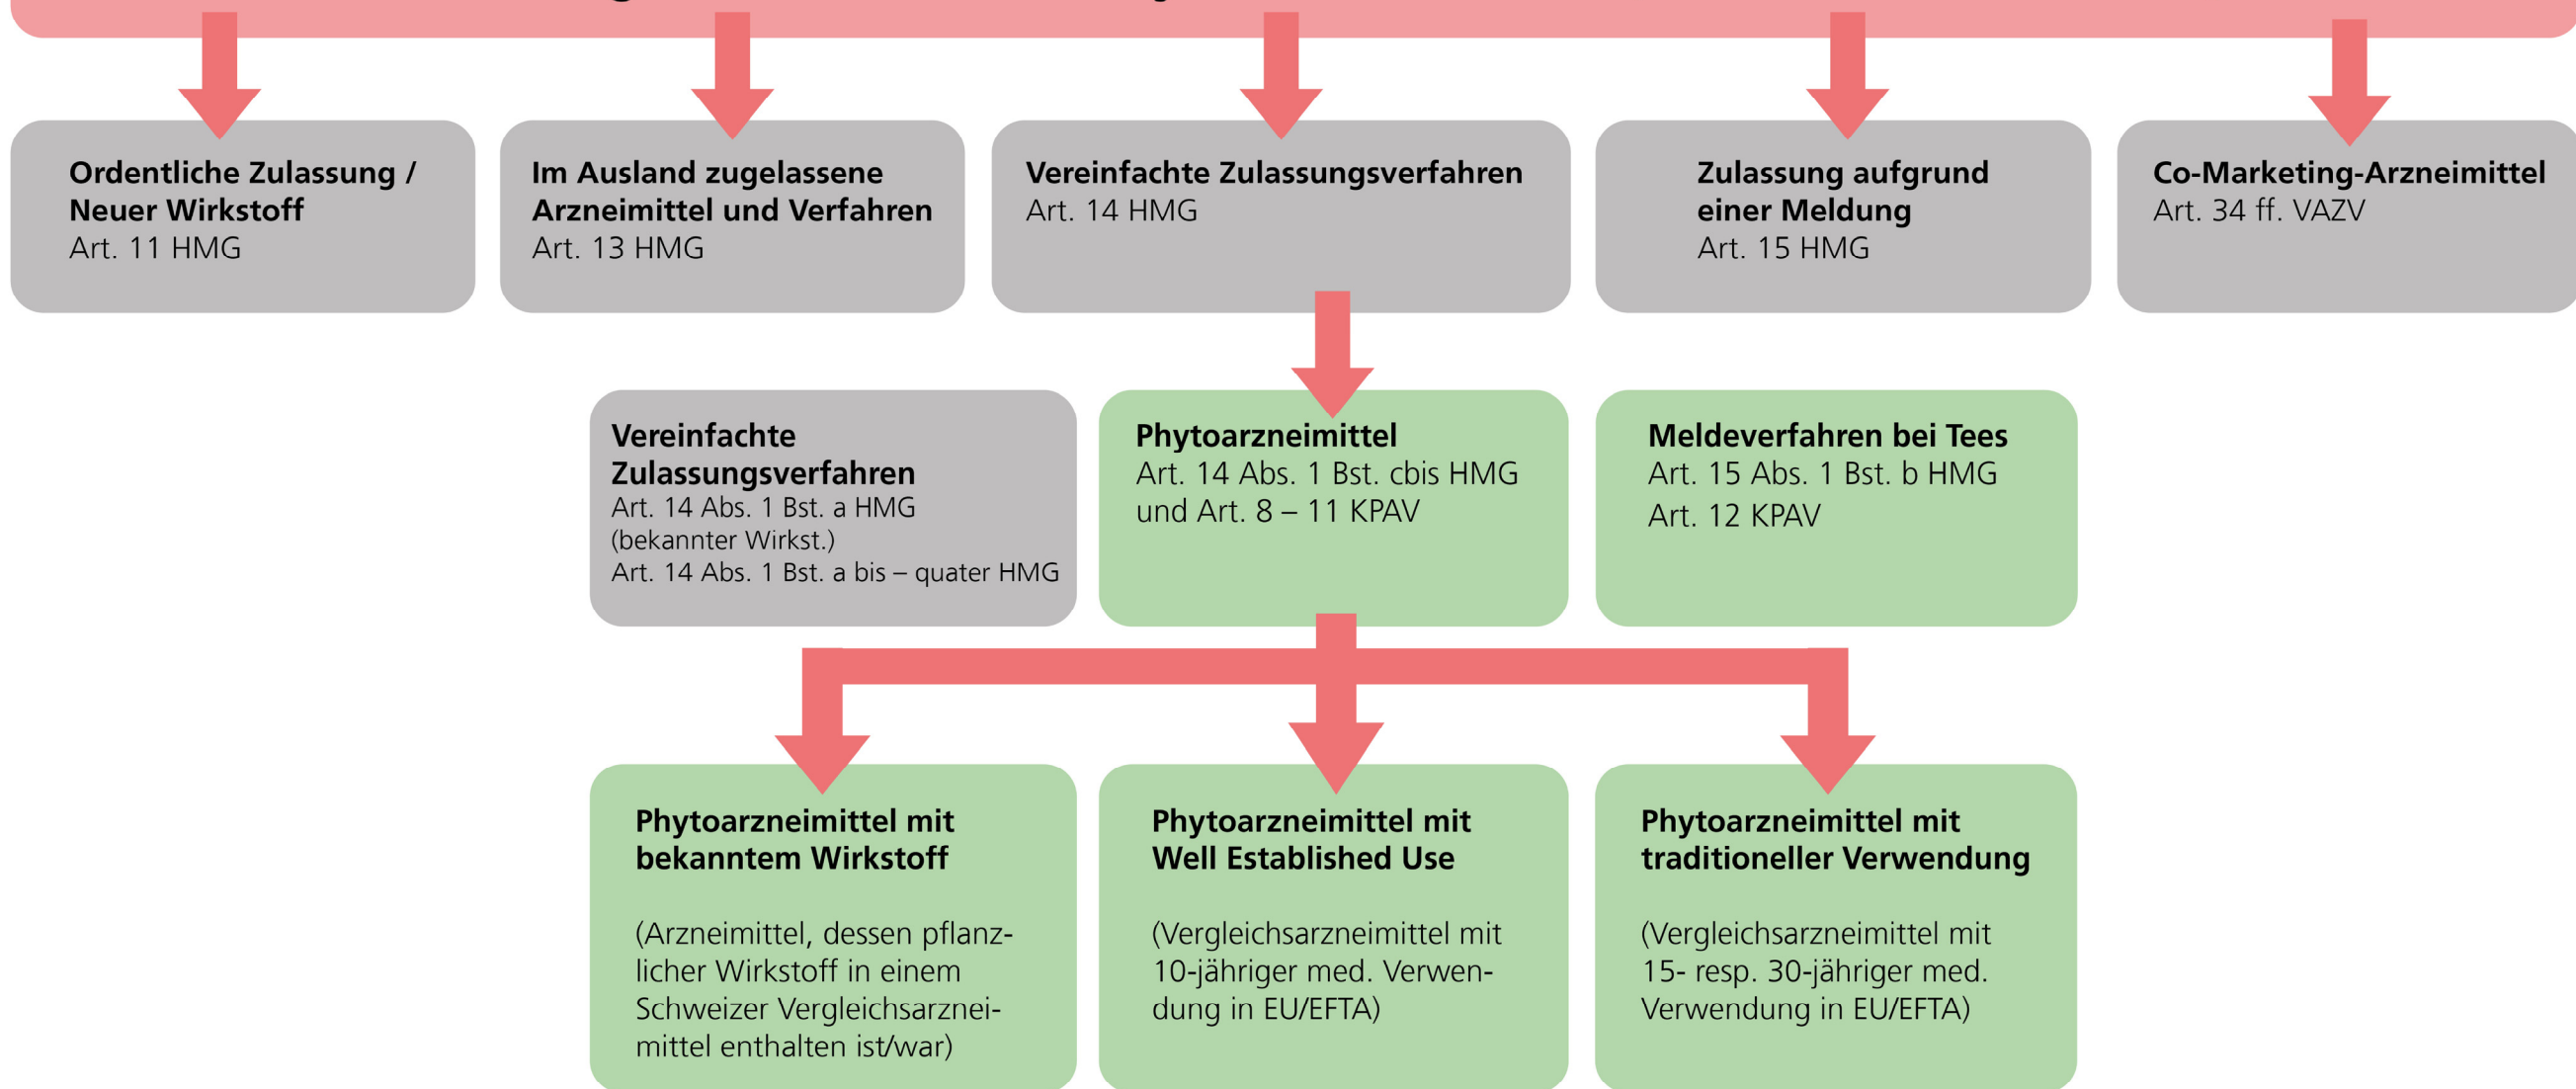 Ordentliche Zulassung /
Neuer Wirkstoff
Art. 11 HMG
Im Ausland zugelassene
Arzneimittel und Verfahren
Art. 13 HMG
Vereinfachte Zulassungsverfahren
Art. 14 HMG
Zulassung aufgrund
einer Meldung
Art. 15 HMG
Co-Marketing-Arzneimittel
Art. 34 ff. VAZV
Vereinfachte
Zulassungsverfahren
Art. 14 Abs. 1 Bst. a HMG
(bekannter Wirkst.)
Art. 14 Abs. 1 Bst. a bis – quater HMG
Phytoarzneimittel
Art. 14 Abs. 1 Bst. cbis HMG
und Art. 8 – 11 KPAV
Meldeverfahren bei Tees
Art. 15 Abs. 1 Bst. b HMG
Art. 12 KPAV
Phytoarzneimittel mit
bekanntem Wirkstoff
(Arzneimittel, dessen pflanz-
licher Wirkstoff in einem
Schweizer Vergleichsarznei-
mittel enthalten ist/war)
Phytoarzneimittel mit
Well Established Use
(Vergleichsarzneimittel mit
10-jähriger med. Verwen-
dung in EU/EFTA)
Phytoarzneimittel mit
traditioneller Verwendung
(Vergleichsarzneimittel mit
15- resp. 30-jähriger med.
Verwendung in EU/EFTA)